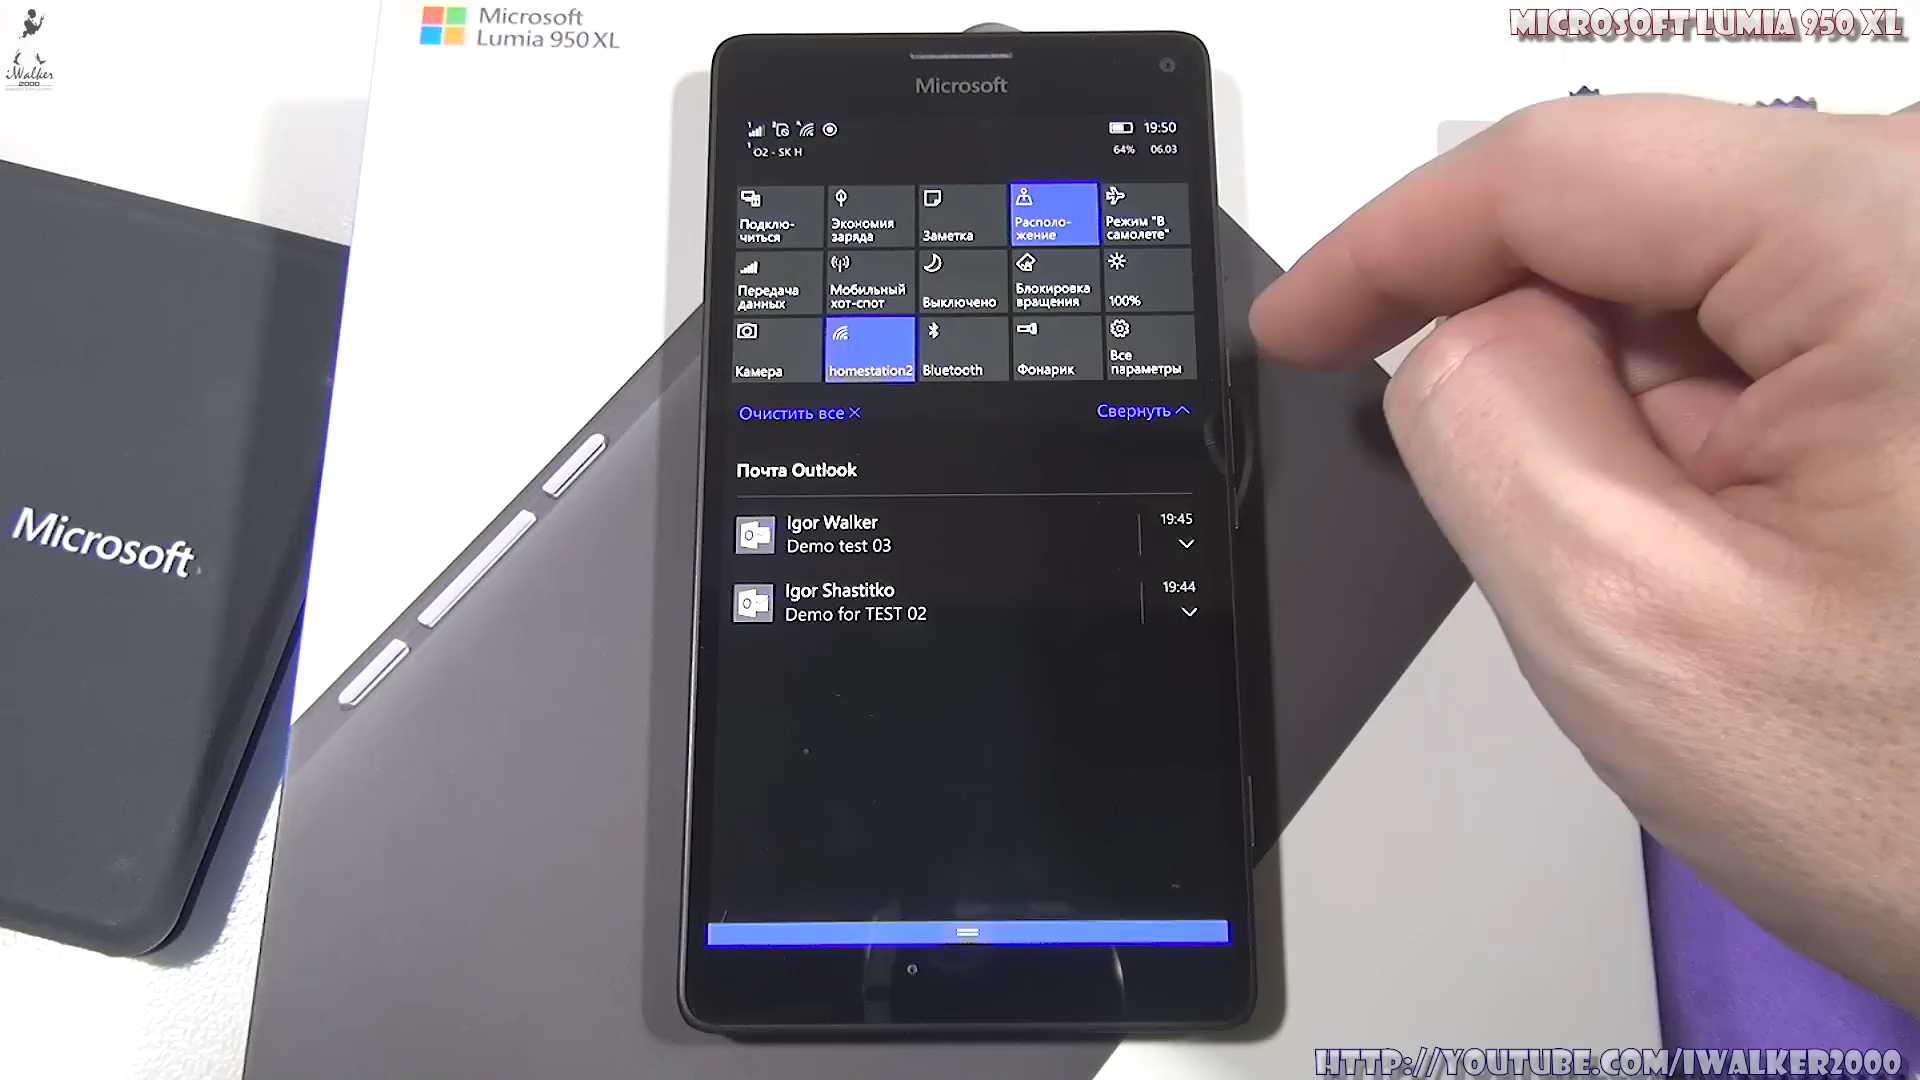 Microsoft
Lumia 950 XL
MICROSOFT LUMIA 950 XL
iWalker
2000
Microsoft
19:50
O2 - SK H
64% 06.03
Подклю-
читься
Экономия
заряда
Заметка
Располо-
жение
Режим "В
самолете"
Передача
данных
Мобильный
хот-спот
Выключено
Блокировка
вращения
100%
Камера
homestation2
Bluetooth
Фонарик
Все
параметры
Очистить все
Свернуть
Почта Outlook
Igor Walker
19:45
Demo test 03
Igor Shastitko
19:44
Demo for TEST 02
Microsoft
HTTP://YOUTUBE.COM/IWALKER2000